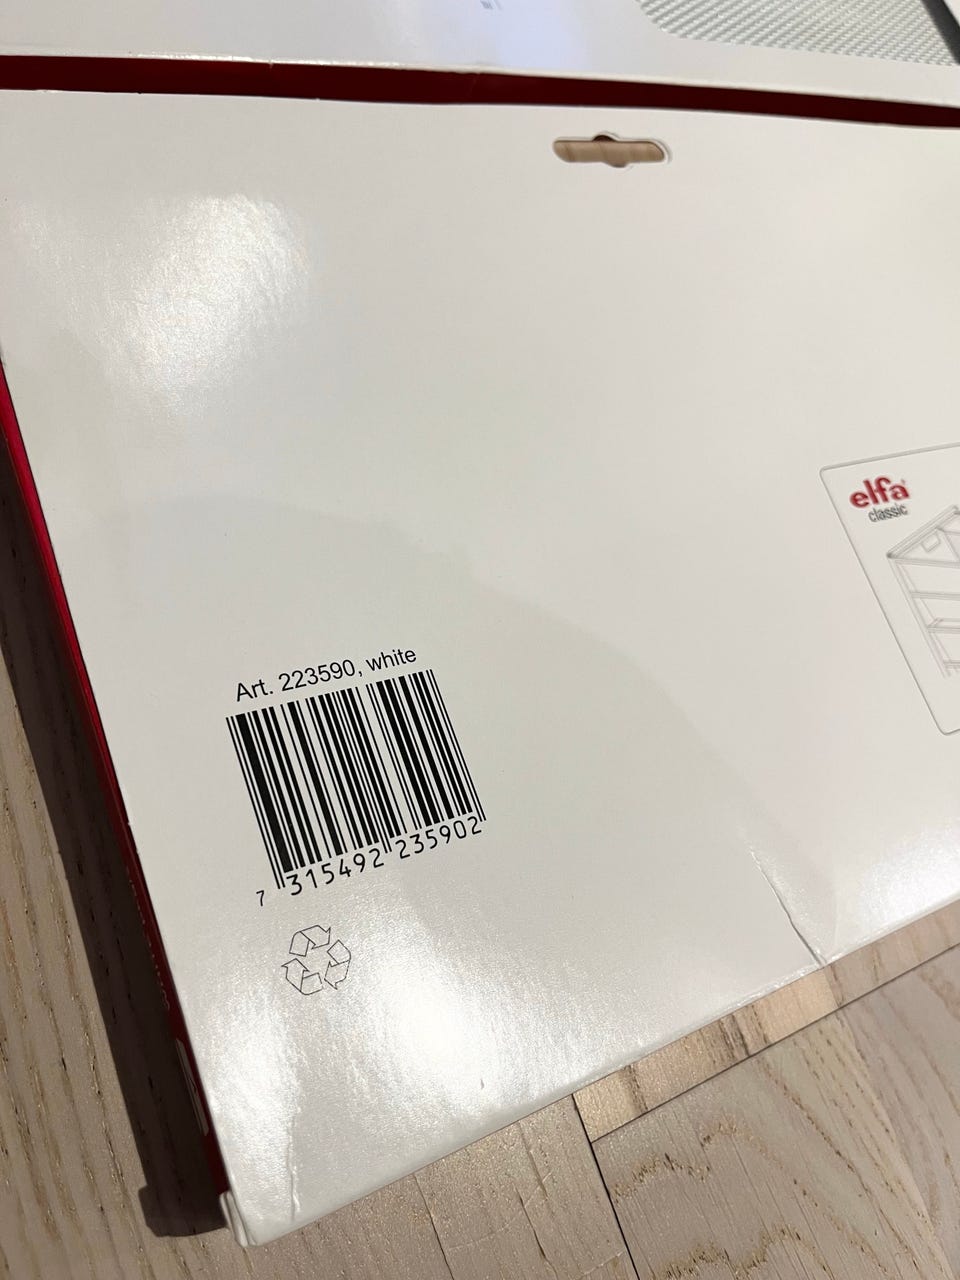 elfa®
classic
Art. 223590, white
7 315492 235902